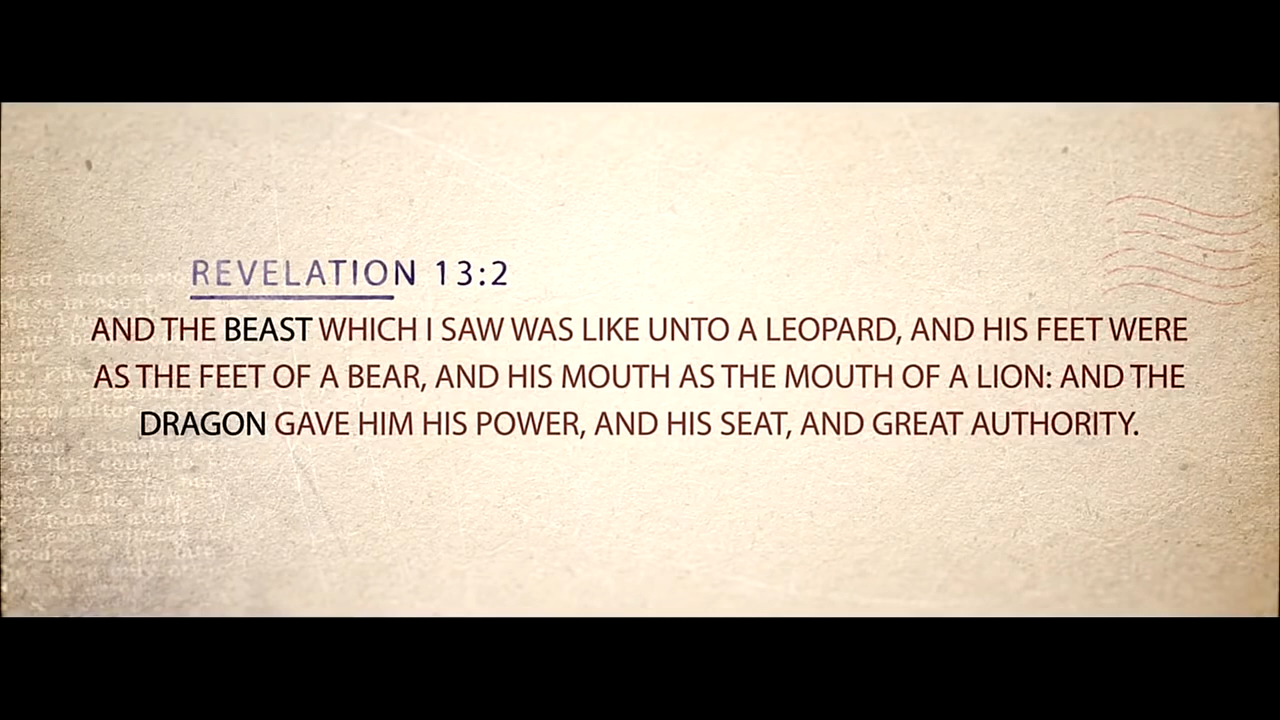 REVELATION 13:2
AND THE BEAST WHICH I SAW WAS LIKE UNTO A LEOPARD, AND HIS FEET WERE
AS THE FEET OF A BEAR, AND HIS MOUTH AS THE MOUTH OF A LION: AND THE
DRAGON GAVE HIM HIS POWER, AND HIS SEAT, AND GREAT AUTHORITY.